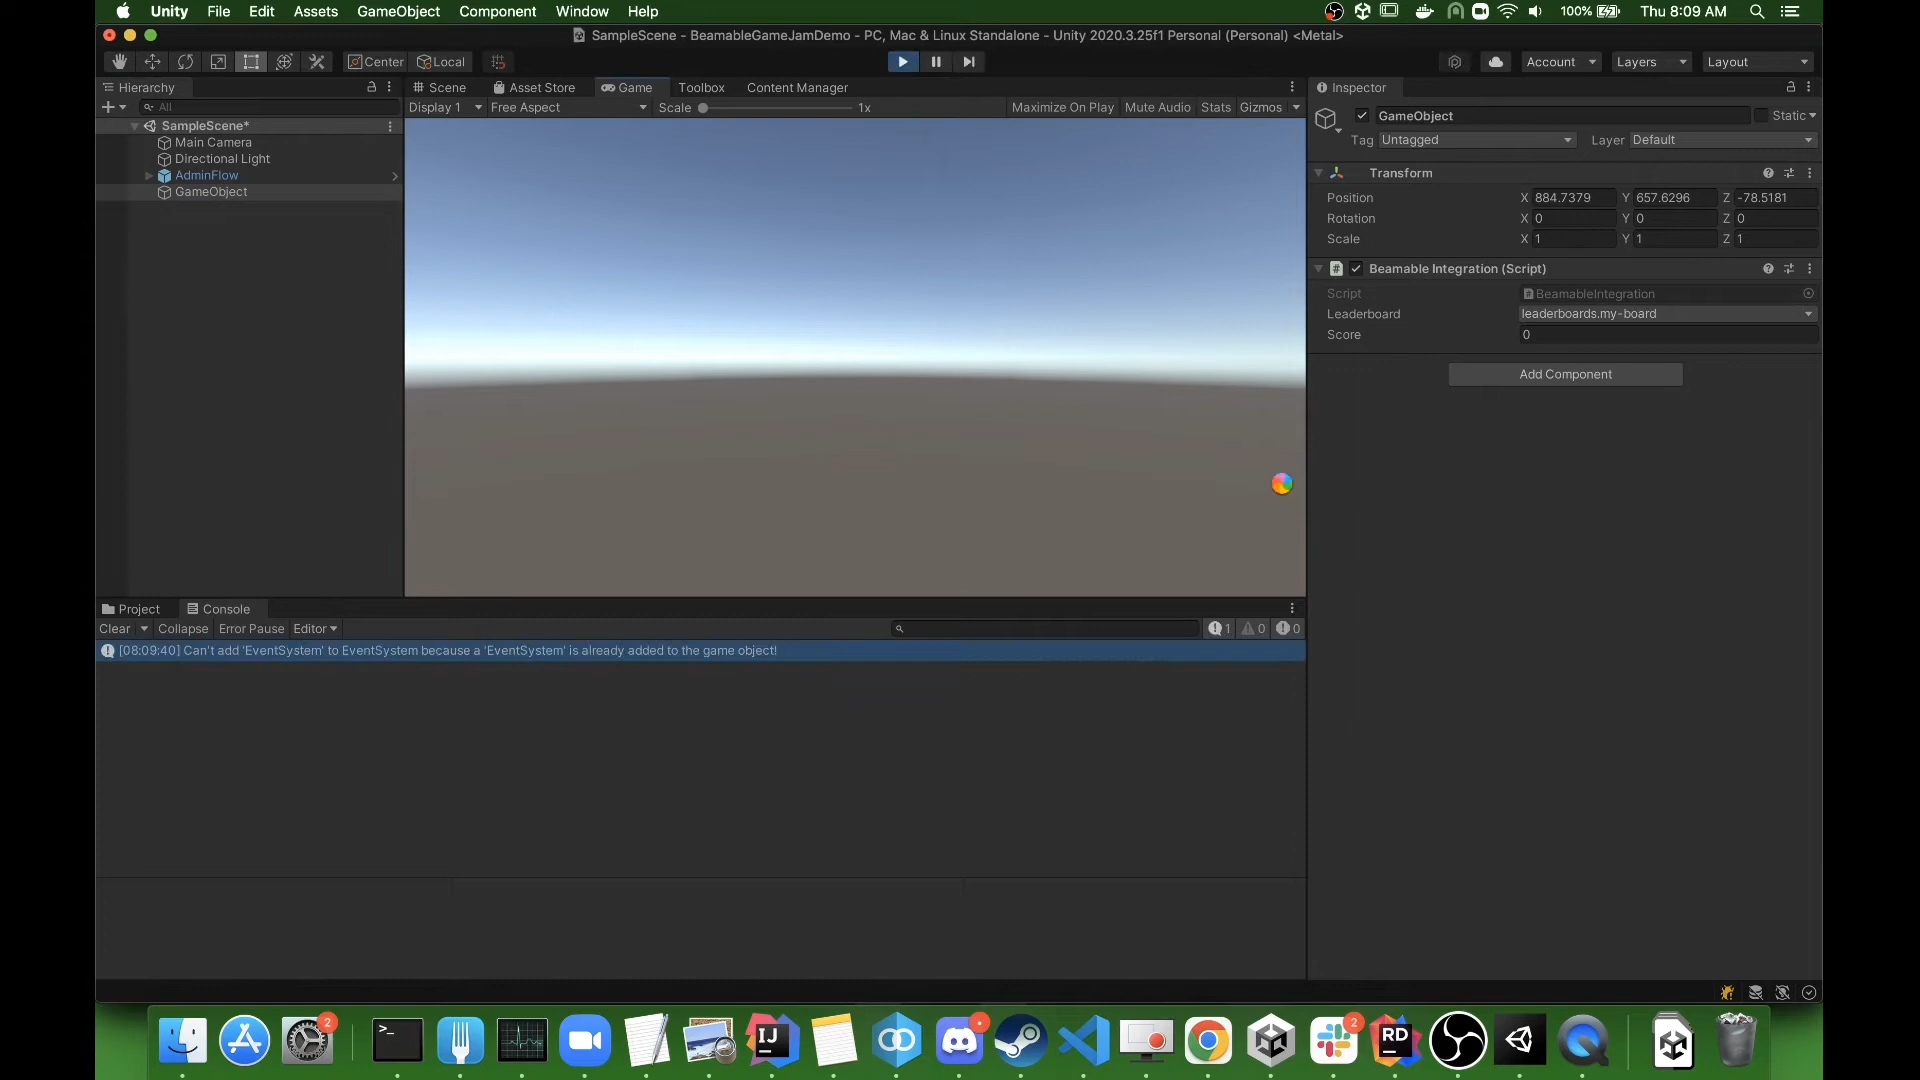 Unity File Edit Assets GameObject Component Window Help 100% Thu 8:09 AM
SampleScene - BeamableGameJamDemo - PC, Mac & Linux Standalone - Unity 2020.3.25f1 Personal (Personal) <Metal>
Center Local Account Layers Layout
Hierarchy Scene Asset Store Game Toolbox Content Manager Inspector
All Display 1 Free Aspect Scale 1x Maximize On Play Mute Audio Stats Gizmos
GameObject Static
SampleScene*
Main Camera
Tag Untagged Layer Default
Directional Light
AdminFlow
Transform
GameObject
Position X 884.7379 Y 657.6296 Z -78.5181
Rotation X 0 Y 0 Z 0
Scale X 1 Y 1 Z 1
# Beamable Integration (Script)
Script BeamableIntegration
Leaderboard leaderboards.my-board
Score 0
Add Component
Project Console
Clear Collapse Error Pause Editor 1 0 0
[08:09:40] Can't add 'EventSystem' to EventSystem because a 'EventSystem' is already added to the game object!
2 >_ IJ 2 RD